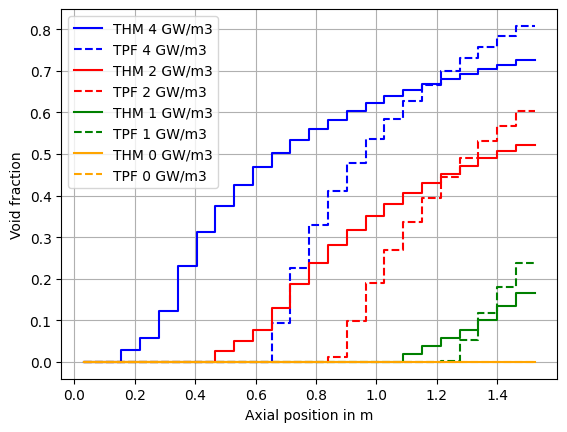 THM 4 GW/m3
TPF 4 GW/m3
THM 2 GW/m3
TPF 2 GW/m3
THM 1 GW/m3
TPF 1 GW/m3
THM 0 GW/m3
TPF 0 GW/m3
Void fraction
0.8
0.7
0.6
0.5
0.4
0.3
0.2
0.1
0.0
0.0 0.2 0.4 0.6 0.8 1.0 1.2 1.4
Axial position in m